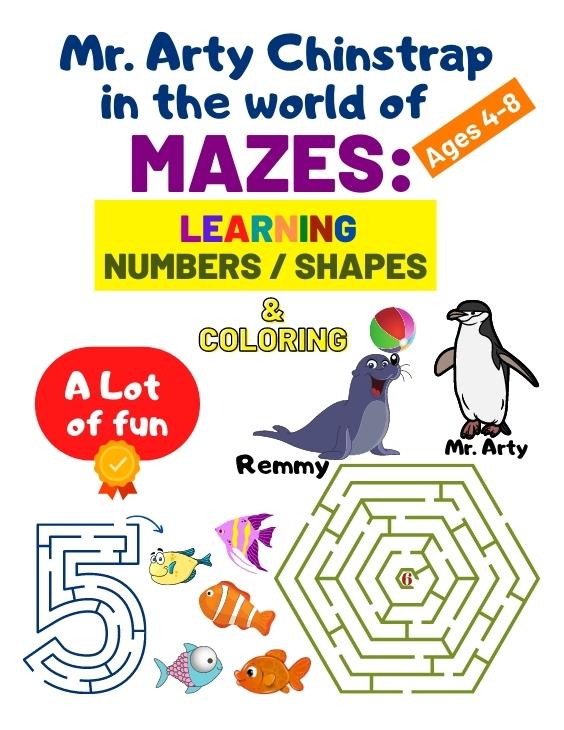 Mr. Arty Chinstrap
in the world of
MAZES:
Ages 4-8
LEARNING
NUMBERS / SHAPES
&
COLORING
A Lot
of fun
Remmy
Mr. Arty
5
6